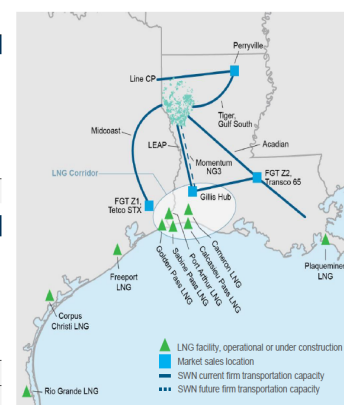 Perryville
Line CP
Tiger,
Gulf South
Midcoast
LEAP
Acadian
Momentum
NG3
LNG Corridor
FGT Z2,
Transco 65
Gillis Hub
FGT Z1,
Tetco STX
Golden Pass LNG
Sabine Pass LNG
Port Arthur LNG
Calcasieu Pass LNG
Cameron LNG
Freeport
LNG
Plaquemines
LNG
Corpus
Christi LNG
Rio Grande LNG
LNG facility, operational or under construction
Market sales location
SWN current firm transportation capacity
SWN future firm transportation capacity